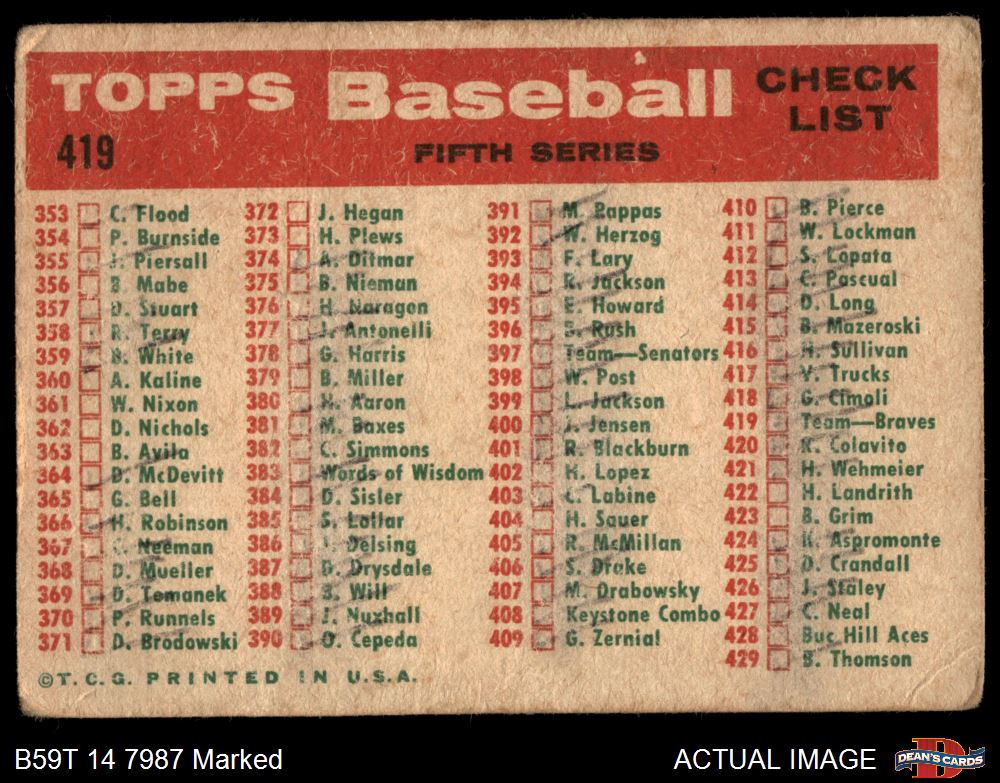 TOPPS Baseball CHECK LIST
419 FIFTH SERIES
353 C. Flood
354 P. Burnside
355 J. Piersall
356 B. Mabe
357 D. Stuart
358 R. Terry
359 B. White
360 A. Kaline
361 W. Nixon
362 D. Nichols
363 B. Avila
364 D. McDevitt
365 G. Bell
366 H. Robinson
367 C. Neeman
368 D. Mueller
369 D. Tomanek
370 P. Runnels
371 D. Brodowski
372 J. Hegan
373 H. Plews
374 A. Ditmar
375 B. Nieman
376 H. Naragon
377 J. Antonelli
378 G. Harris
379 B. Miller
380 H. Aaron
381 M. Baxes
382 C. Simmons
383 Words of Wisdom
384 D. Sisler
385 S. Lollar
386 J. Delsing
387 D. Drysdale
388 B. Will
389 J. Nuxhall
390 O. Cepeda
391 M. Pappas
392 W. Herzog
393 F. Lary
394 R. Jackson
395 E. Howard
396 B. Rush
397 Team—Senators
398 W. Post
399 L. Jackson
400 J. Jensen
401 R. Blackburn
402 H. Lopez
403 C. Labine
404 H. Sauer
405 R. McMillan
406 S. Drake
407 M. Drabowsky
408 Keystone Combo
409 G. Zernial
410 B. Pierce
411 W. Lockman
412 S. Lopata
413 C. Pascual
414 D. Long
415 B. Mazeroski
416 H. Sullivan
417 V. Trucks
418 G. Cimoli
419 Team—Braves
420 R. Colavito
421 H. Wehmeier
422 H. Landrith
423 B. Grim
424 K. Aspromonte
425 D. Crandall
426 J. Staley
427 C. Neal
428 Buc Hill Aces
429 B. Thomson
©T. C. G. PRINTED IN U.S.A.
B59T 14 7987 Marked
ACTUAL IMAGE
D DEAN'S CARDS